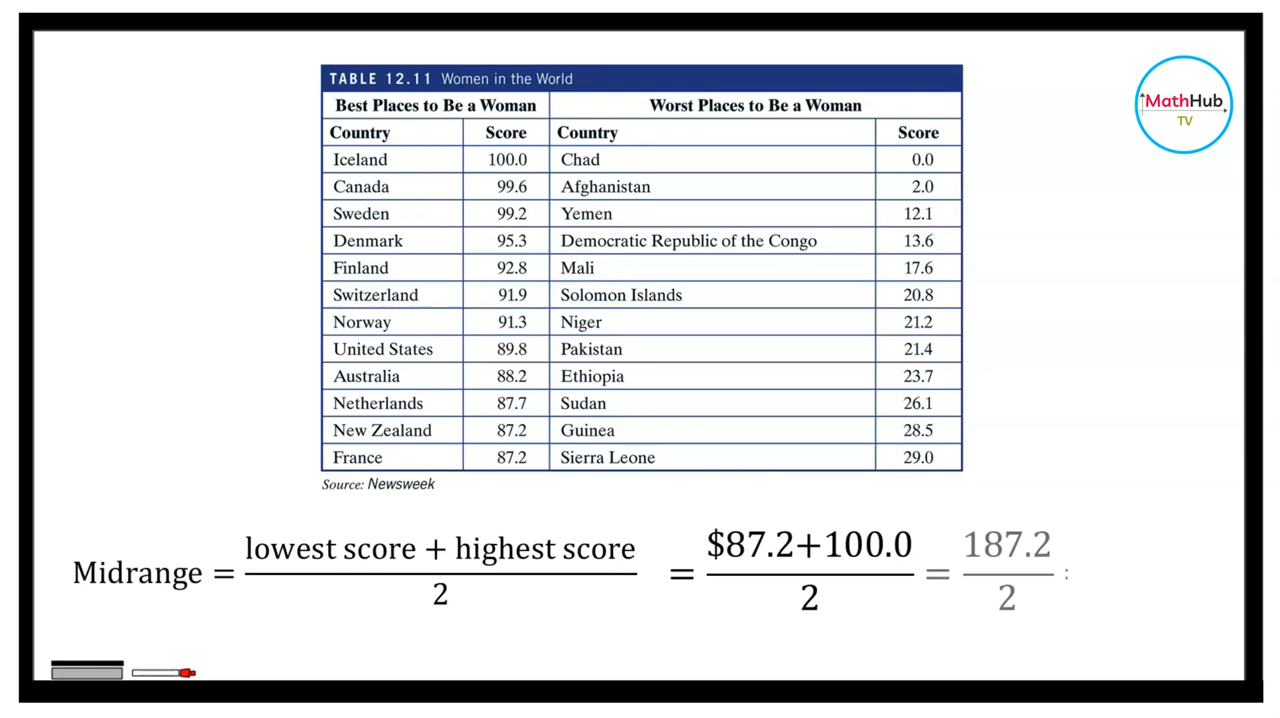 MathHub
TV
TABLE 12.11 Women in the World
Best Places to Be a Woman Worst Places to Be a Woman
Country Score Country Score
Iceland 100.0 Chad 0.0
Canada 99.6 Afghanistan 2.0
Sweden 99.2 Yemen 12.1
Denmark 95.3 Democratic Republic of the Congo 13.6
Finland 92.8 Mali 17.6
Switzerland 91.9 Solomon Islands 20.8
Norway 91.3 Niger 21.2
United States 89.8 Pakistan 21.4
Australia 88.2 Ethiopia 23.7
Netherlands 87.7 Sudan 26.1
New Zealand 87.2 Guinea 28.5
France 87.2 Sierra Leone 29.0
Source: Newsweek
lowest score + highest score $87.2+100.0 187.2
Midrange = = =
2 2 2